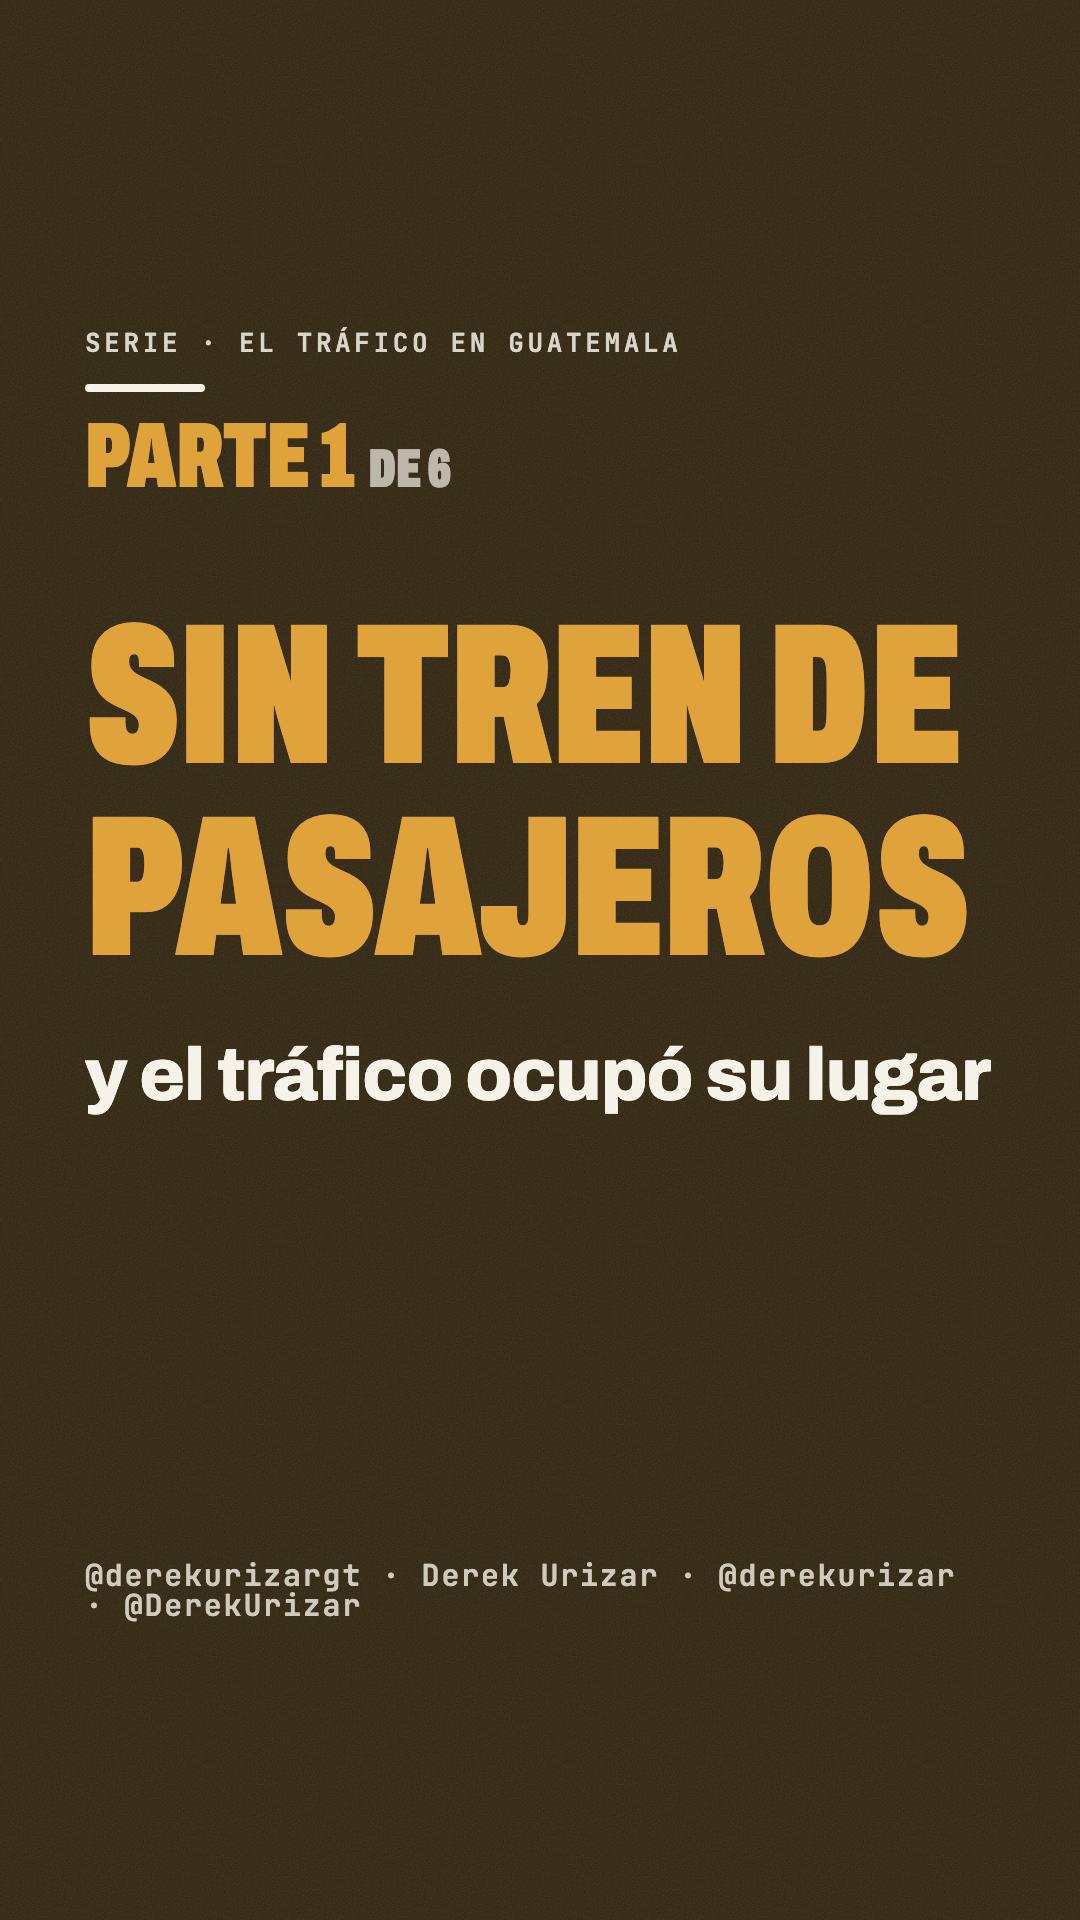 SERIE · EL TRÁFICO EN GUATEMALA
PARTE 1 DE 6
SIN TREN DE
PASAJEROS
y el tráfico ocupó su lugar
@derekurizargt · Derek Urizar · @derekurizar
· @DerekUrizar